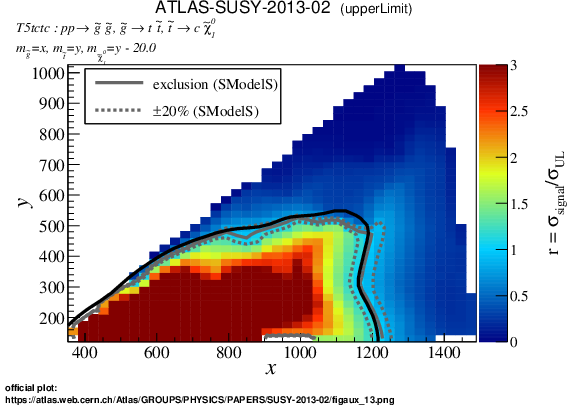 ATLAS-SUSY-2013-02 (upperLimit)
T5tctc : pp→ g̃ g̃, g̃ → t t̃, t̃ → c χ̃₁⁰
m_g̃=x, m_t̃=y, m_χ̃₁⁰=y - 20.0
exclusion (SModelS)
±20% (SModelS)
1000
900
800
700
600
500
400
300
200
y
400 600 800 1000 1200 1400
x
3
2.5
2
1.5
1
0.5
0
r = σ_signal/σ_UL
official plot:
https://atlas.web.cern.ch/Atlas/GROUPS/PHYSICS/PAPERS/SUSY-2013-02/figaux_13.png